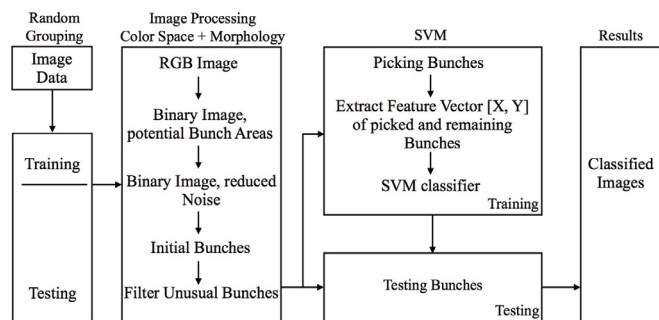 Random
Grouping
Image
Data
Training
Testing
Image Processing
Color Space + Morphology
RGB Image
Binary Image,
potential Bunch Areas
Binary Image, reduced
Noise
Initial Bunches
Filter Unusual Bunches
SVM
Picking Bunches
Extract Feature Vector [X, Y]
of picked and remaining
Bunches
SVM classifier
Training
Testing Bunches
Testing
Results
Classified
Images